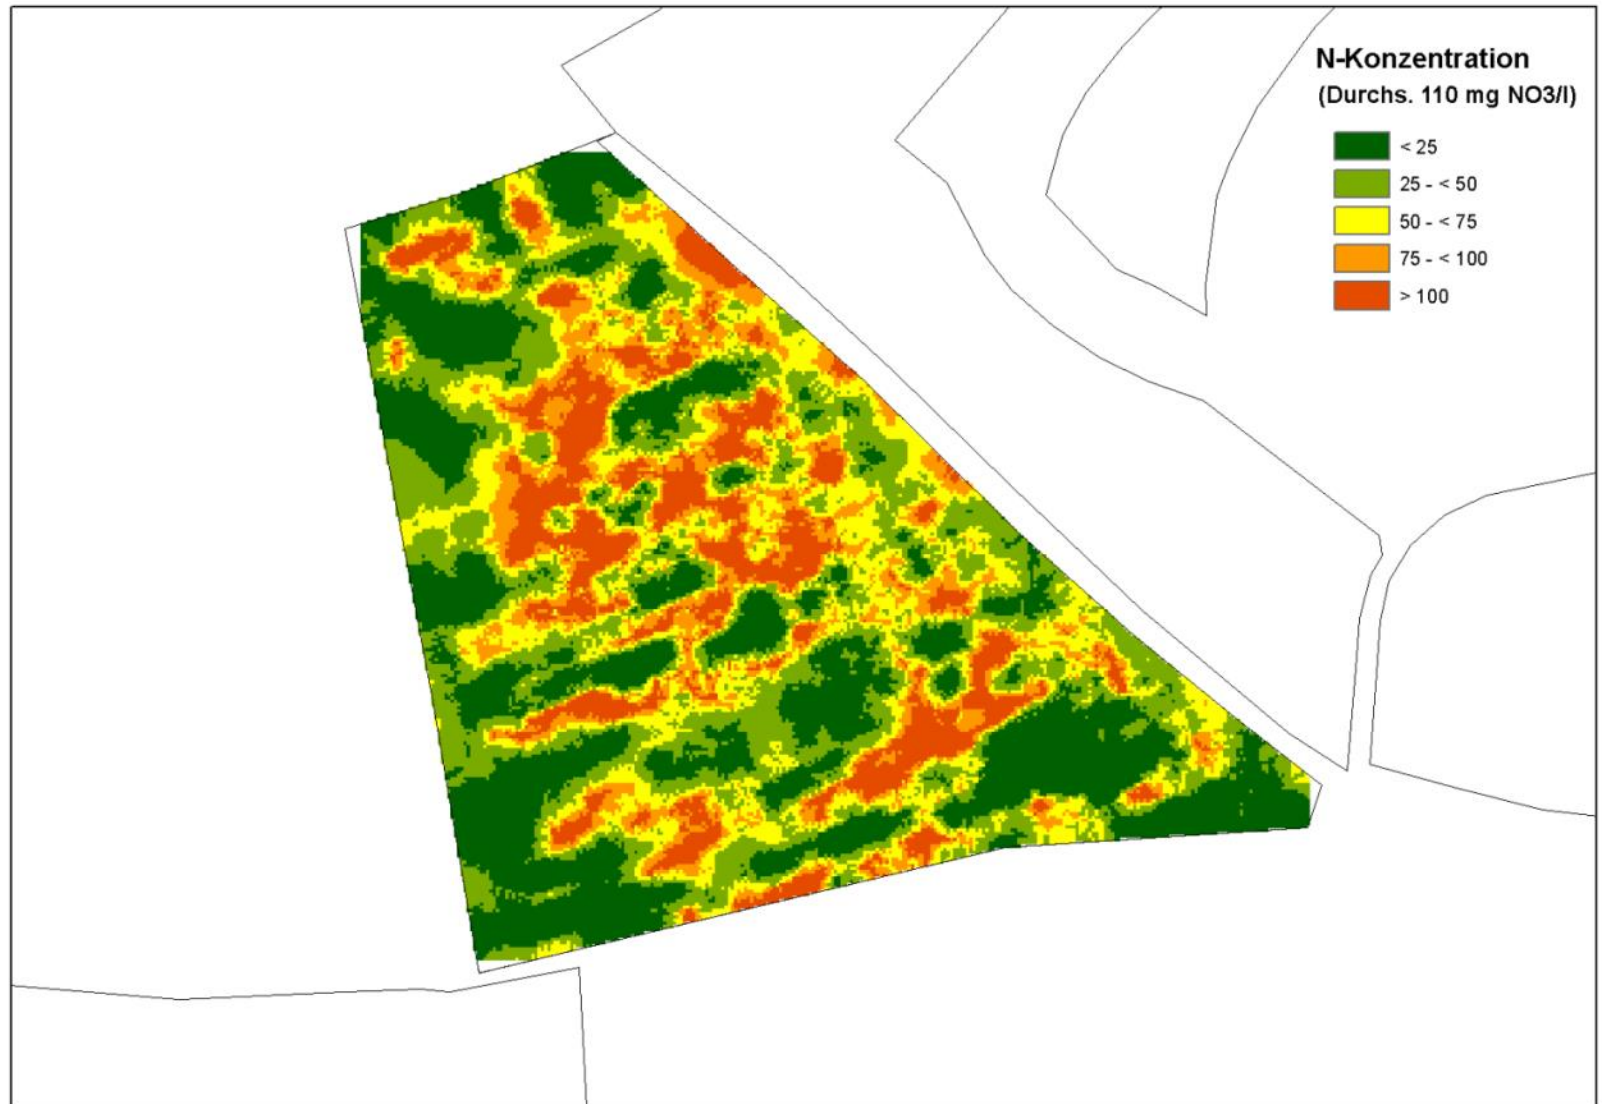 N-Konzentration
(Durchs. 110 mg NO3/l)
< 25
25 - < 50
50 - < 75
75 - < 100
> 100